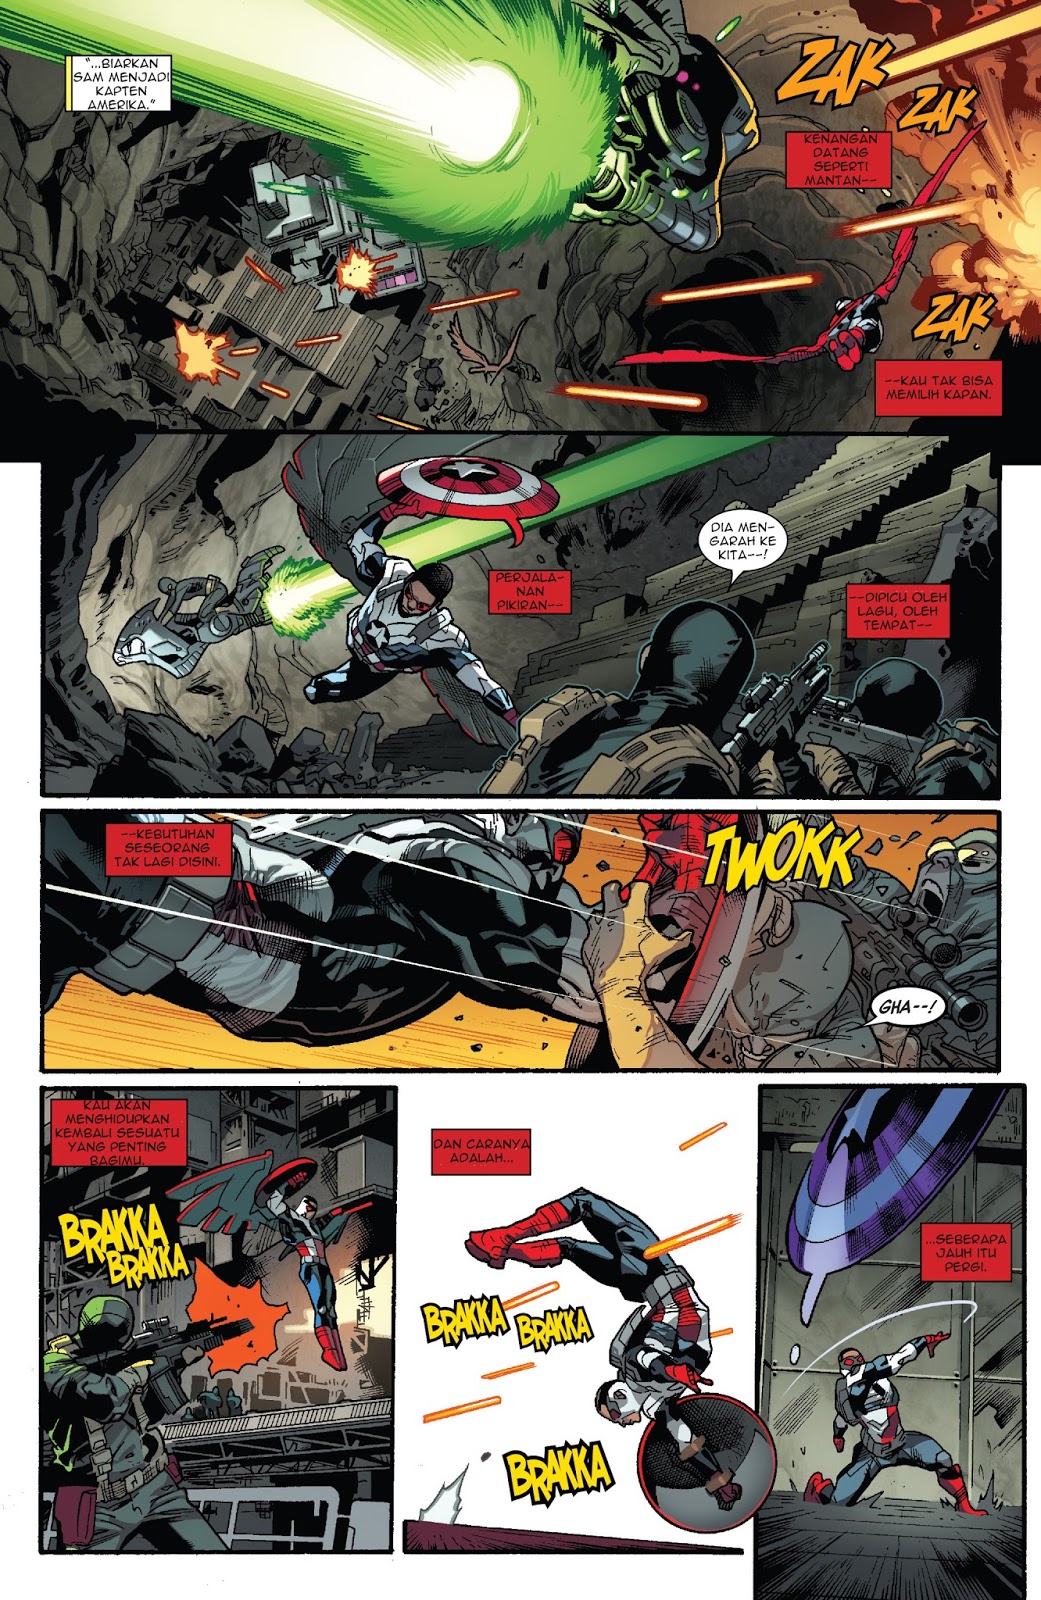 "...BIARKAN
SAM MENJADI
KAPTEN
AMERIKA."
ZAK
ZAK
KENANGAN
DATANG
SEPERTI
MANTAN--
ZAK
--KAU TAK BISA
MEMILIH KAPAN.
PERJALA-
NAN
PIKIRAN--
DIA MEN-
GARAH KE
KITA--!
--DIPICU OLEH
LAGU, OLEH
TEMPAT--
--KEBUTUHAN
SESEORANG
TAK LAGI DISINI.
TWOKK
GHA--!
KAU AKAN
MENGHIDUPKAN
KEMBALI SESUATU
YANG PENTING
BAGIMU.
BRAKKA
BRAKKA
DAN CARANYA
ADALAH...
BRAKKA
BRAKKA
BRAKKA
...SEBERAPA
JAUH ITU
PERGI.